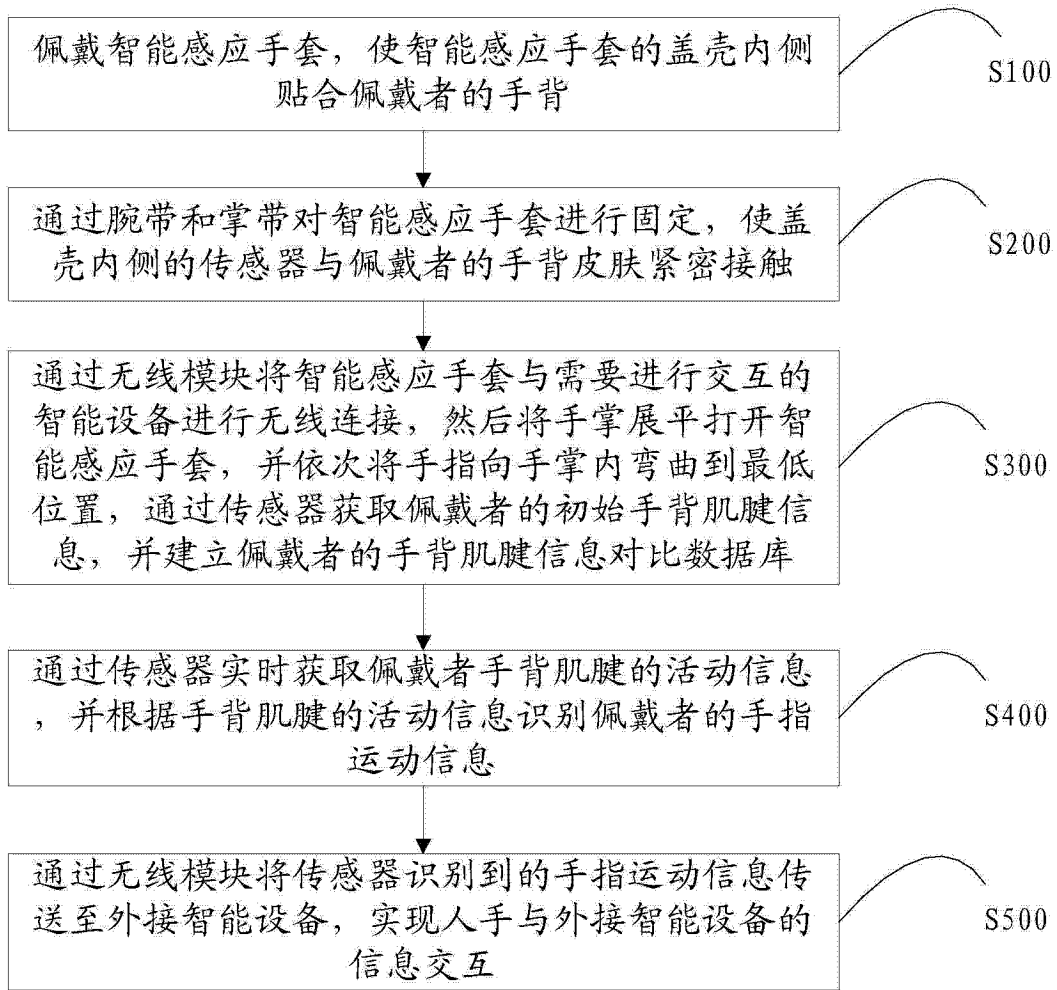 佩戴智能感应手套，使智能感应手套的盖壳内侧
贴合佩戴者的手背
S100
通过腕带和掌带对智能感应手套进行固定，使盖
壳内侧的传感器与佩戴者的手背皮肤紧密接触
S200
通过无线模块将智能感应手套与需要进行交互的
智能设备进行无线连接，然后将手掌展平打开智
能感应手套，并依次将手指向手掌内弯曲到最低
位置，通过传感器获取佩戴者的初始手背肌腱信
息，并建立佩戴者的手背肌腱信息对比数据库
S300
通过传感器实时获取佩戴者手背肌腱的活动信息
，并根据手背肌腱的活动信息识别佩戴者的手指
运动信息
S400
通过无线模块将传感器识别到的手指运动信息传
送至外接智能设备，实现人手与外接智能设备的
信息交互
S500